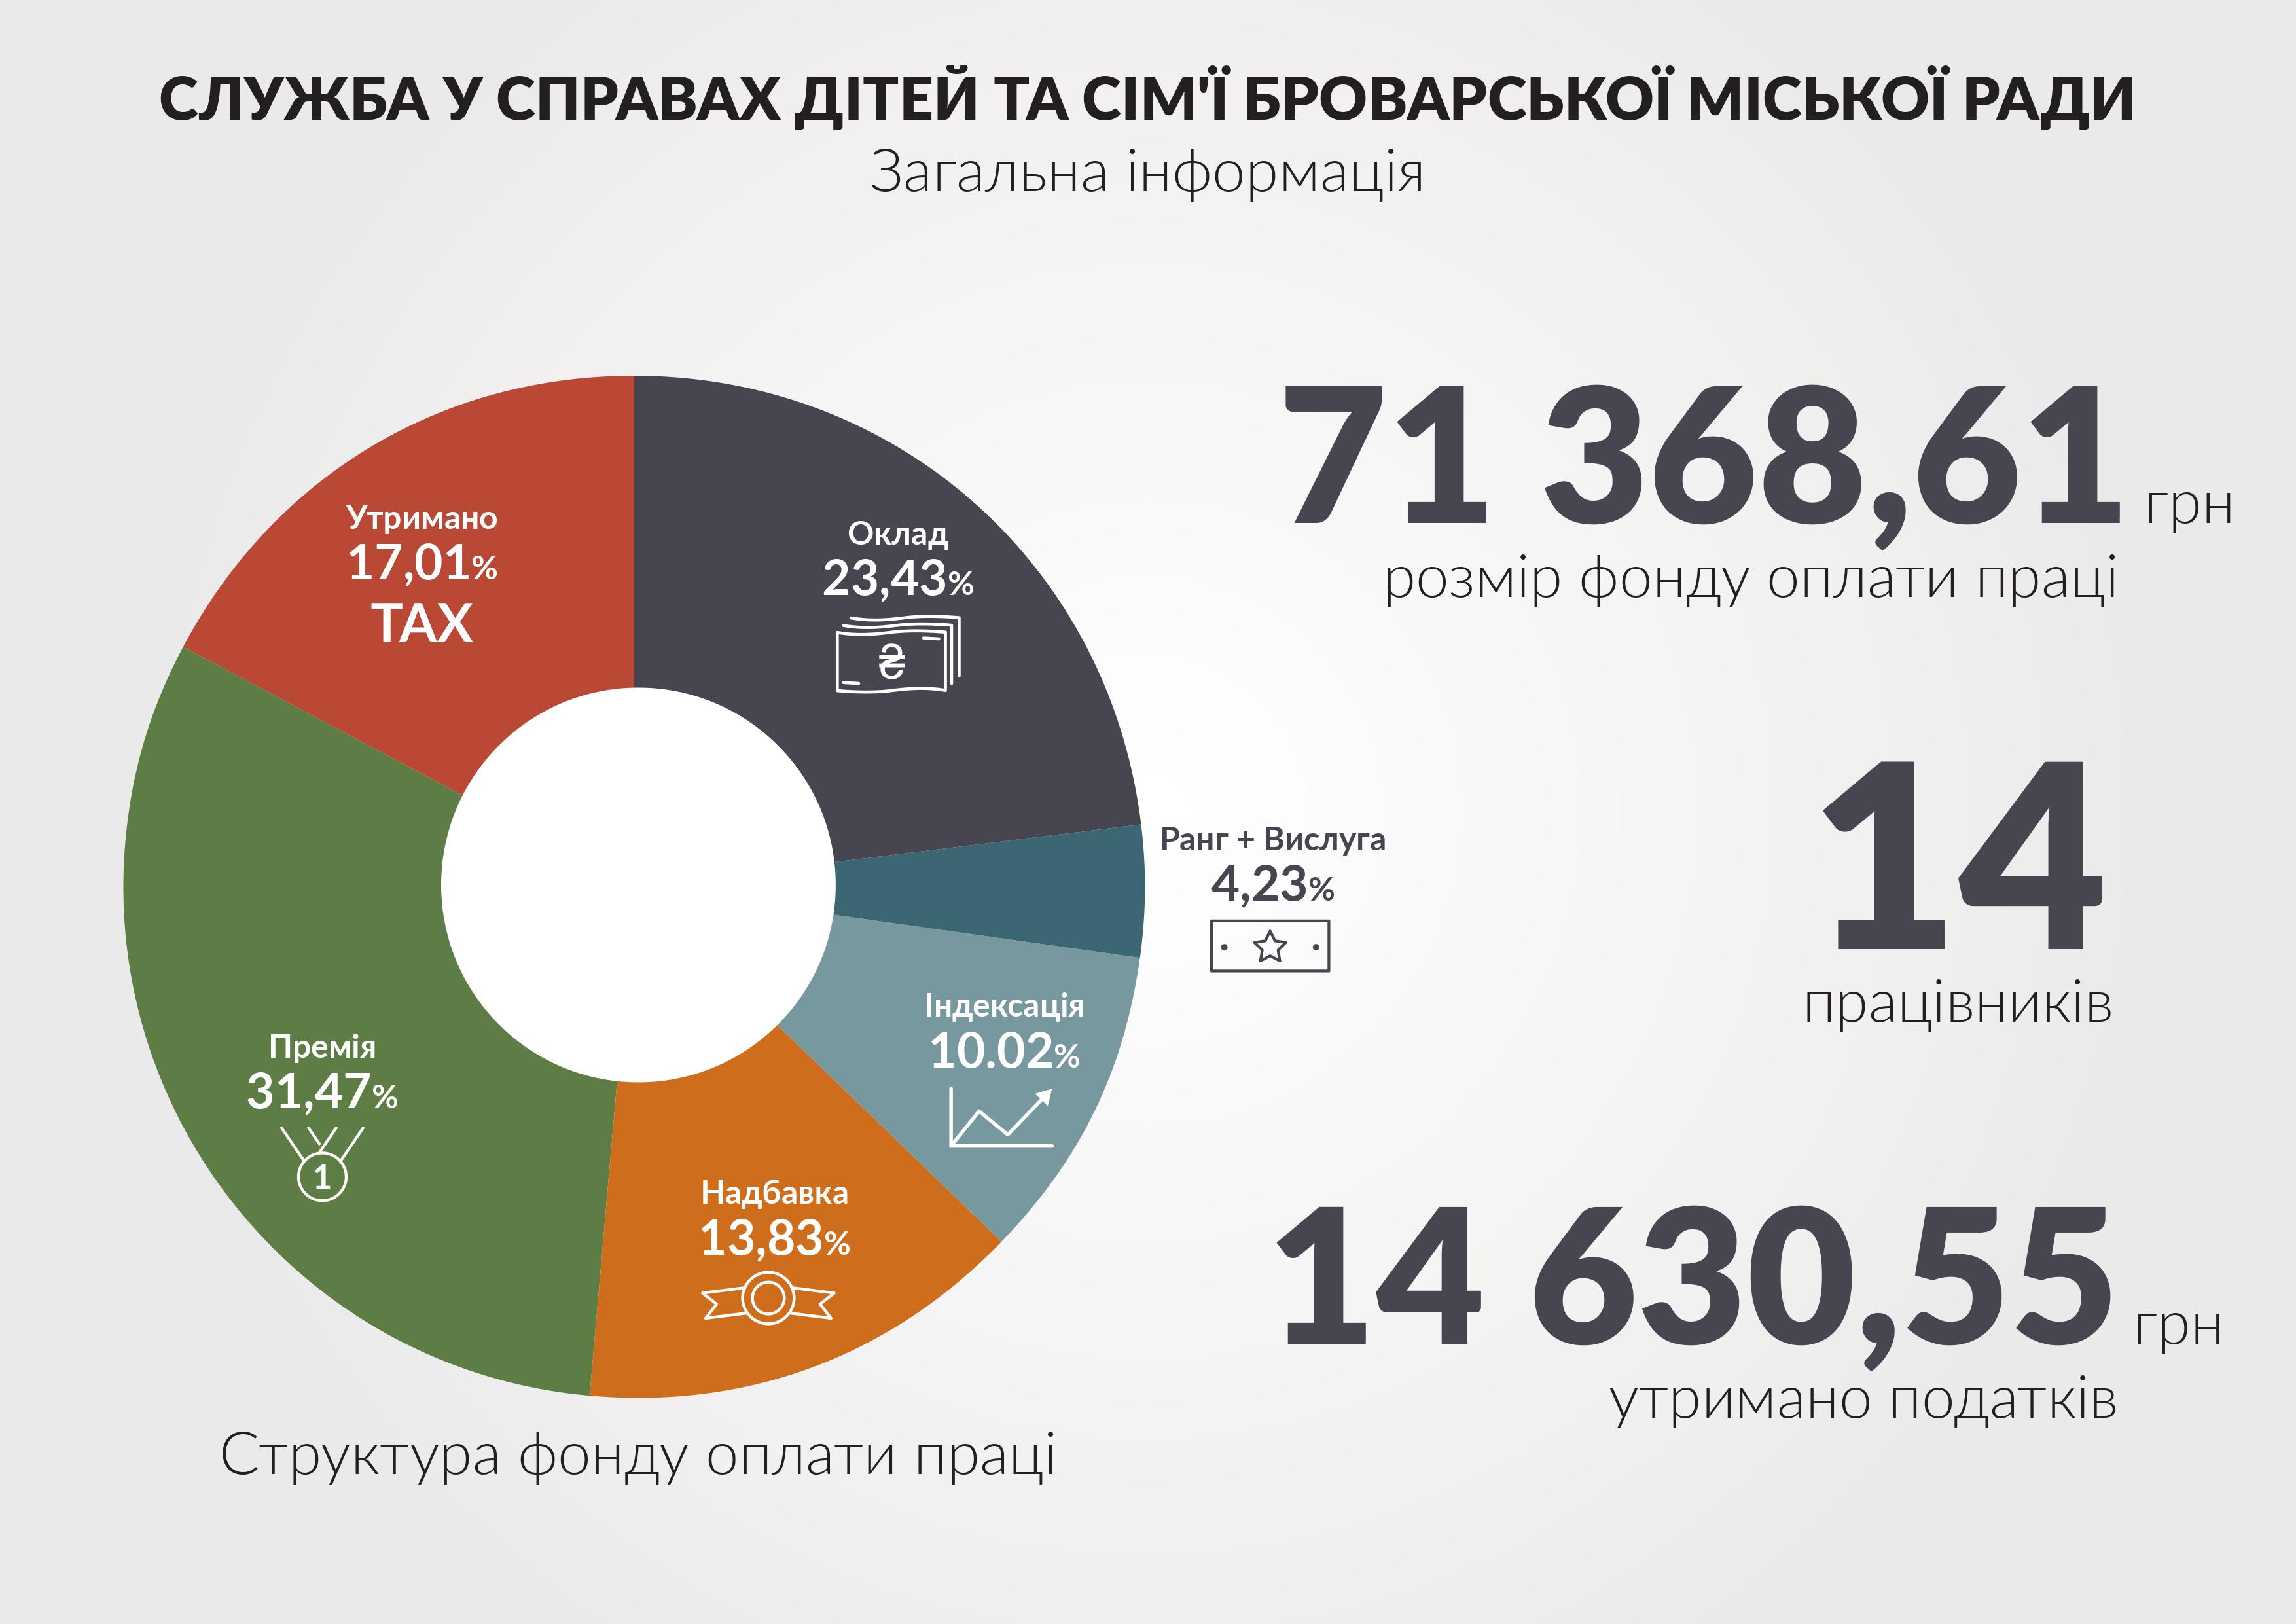 СЛУЖБА У СПРАВАХ ДІТЕЙ ТА СІМ'Ї БРОВАРСЬКОЇ МІСЬКОЇ РАДИ
Загальна інформація
Утримано
17,01%
TAX
Оклад
23,43%
₴
Ранг + Вислуга
4,23%
Індексація
10.02%
Надбавка
13,83%
Премія
31,47%
1
Структура фонду оплати праці
71 368,61 грн
розмір фонду оплати праці
14
працівників
14 630,55 грн
утримано податків